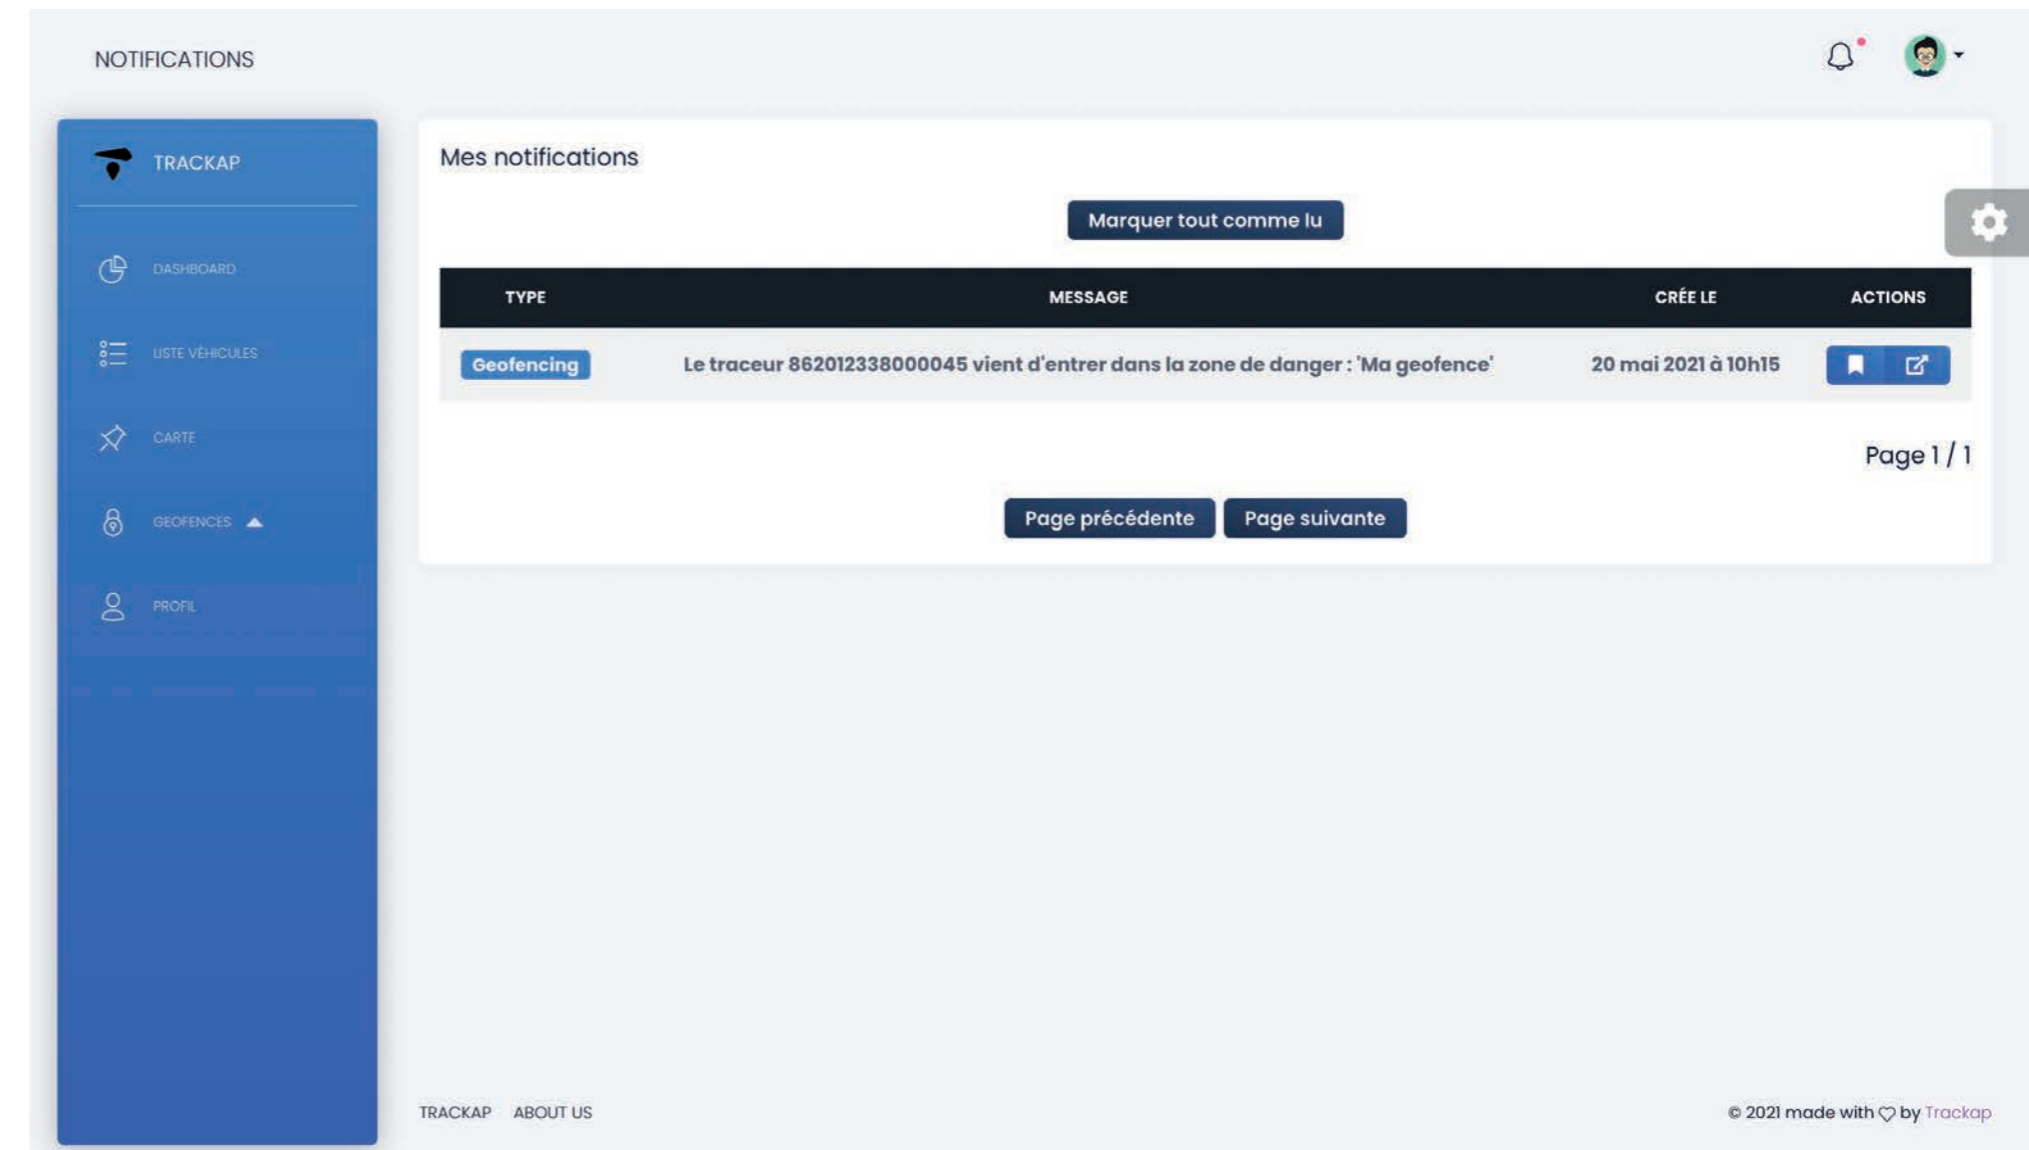 NOTIFICATIONS
TRACKAP
DASHBOARD
LISTE VÉHICULES
CARTE
GEOFENCES
PROFIL
Mes notifications
Marquer tout comme lu
TYPE MESSAGE CRÉE LE ACTIONS
Geofencing Le traceur 862012338000045 vient d'entrer dans la zone de danger : 'Ma geofence' 20 mai 2021 à 10h15
Page 1 / 1
Page précédente Page suivante
TRACKAP ABOUT US © 2021 made with ♡ by Trackap